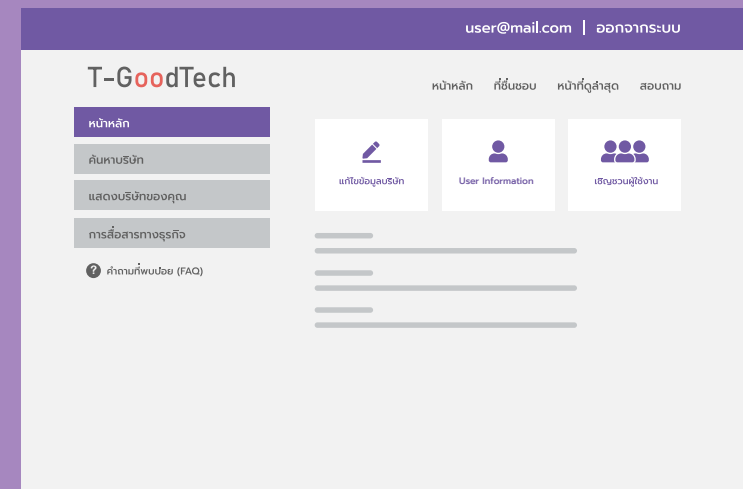 user@mail.com | ออกจากระบบ
T-GoodTech
หน้าหลัก ที่ชื่นชอบ หน้าที่ดูล่าสุด สอบถาม
หน้าหลัก
ค้นหาบริษัท
แสดงบริษัทของคุณ
การสื่อสารทางธุรกิจ
? คำถามที่พบบ่อย (FAQ)
แก้ไขข้อมูลบริษัท
User Information
เชิญชวนผู้ใช้งาน